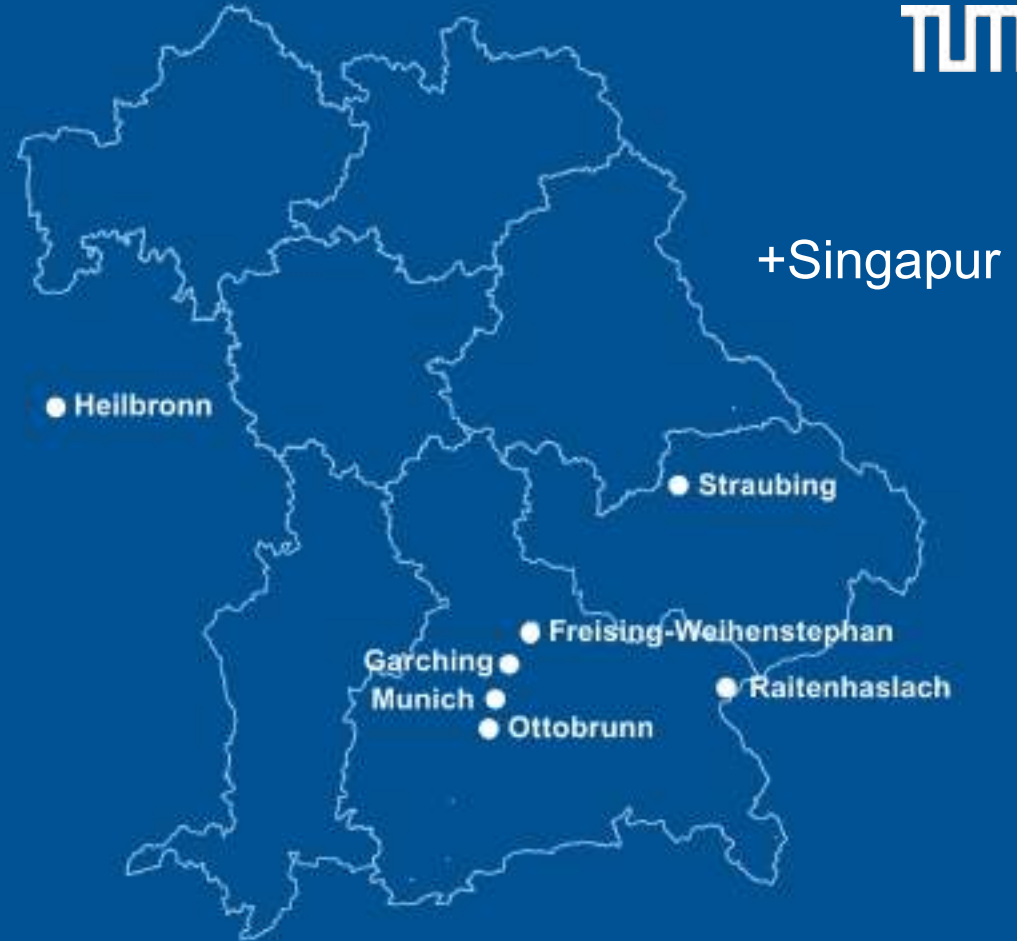 TUM
+Singapur
Heilbronn
Straubing
Freising-Weihenstephan
Garching
Raitenhaslach
Munich
Ottobrunn